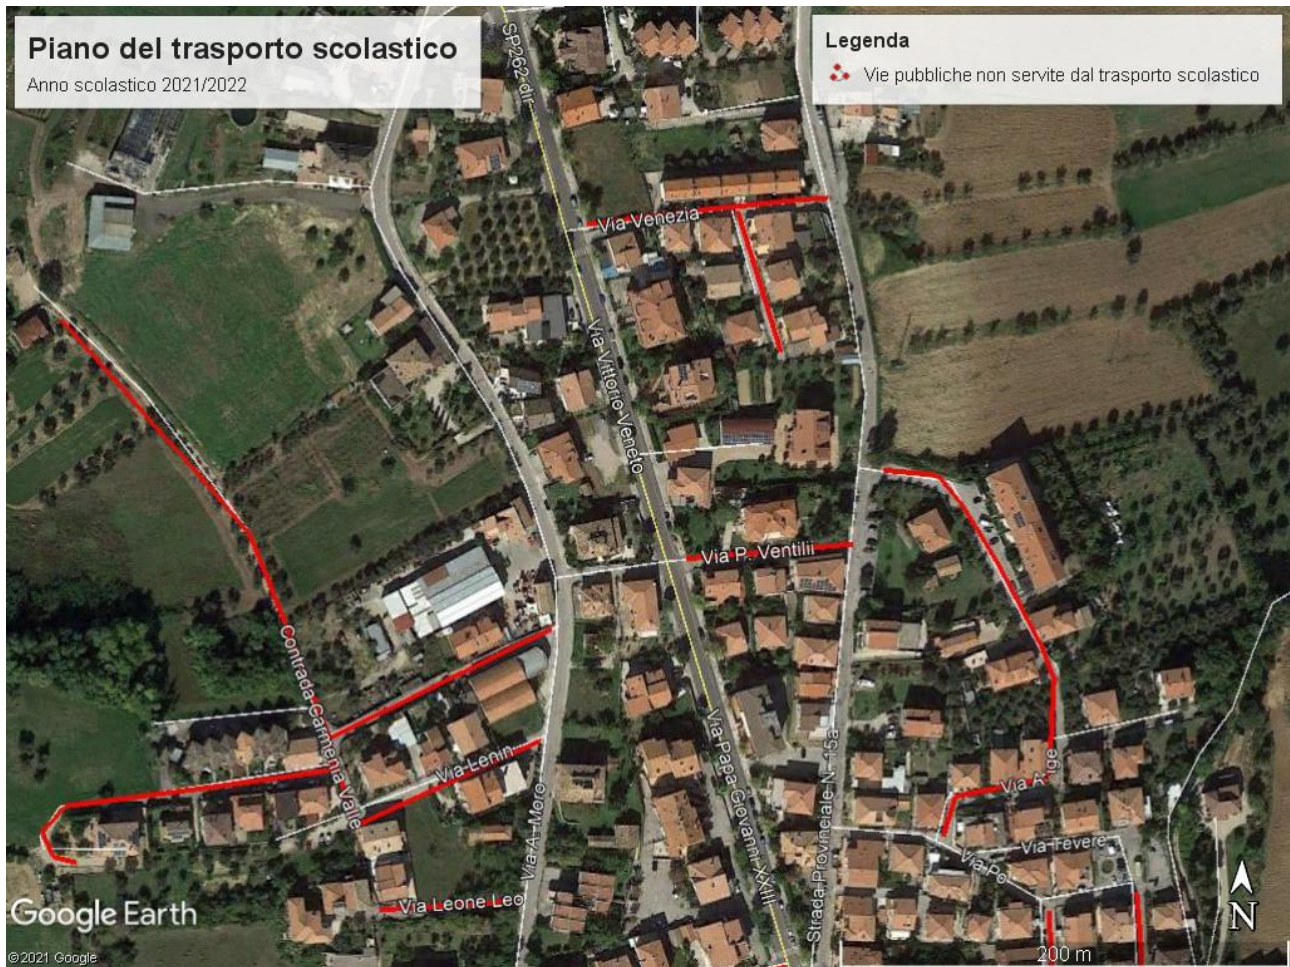 Piano del trasporto scolastico
Anno scolastico 2021/2022
Legenda
Vie pubbliche non servite dal trasporto scolastico
SP262 dir
Via Venezia
Via Vittorio Veneto
Via P. Ventilii
Contrada Carmenia Valle
Via Lenin
Via A. Moro
Via Papa Giovanni XXIII
Strada Provinciale N. 15a
Via A
ige
Via Tevere
Via Po
Via Leone Leo
Google Earth
©2021 Google
N
200 m